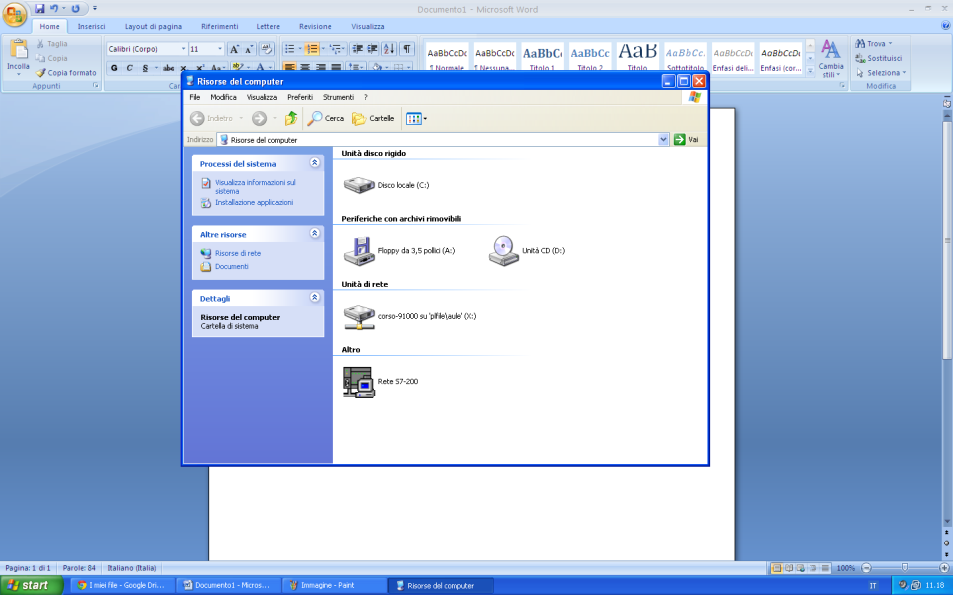 Documento1 - Microsoft Word
Home Inserisci Layout di pagina Riferimenti Lettere Revisione Visualizza
Incolla
Taglia
Copia
Copia formato
Appunti
Calibri (Corpo) 11
G C S abc x x² Aa
AaBbCcDc AaBbCcDc AaBbC AaBbCc AaB AaBbCc. AaBbCcDc AaBbCcDc
¶ Normale ¶ Nessuna... Titolo 1 Titolo 2 Titolo Sottotitolo Enfasi deli... Enfasi (cor...
Cambia stili
Trova
Sostituisci
Seleziona
Modifica
Risorse del computer
File Modifica Visualizza Preferiti Strumenti ?
Indietro Cerca Cartelle
Indirizzo Risorse del computer Vai
Processi del sistema
Visualizza informazioni sul
sistema
Installazione applicazioni
Altre risorse
Risorse di rete
Documenti
Dettagli
Risorse del computer
Cartella di sistema
Unità disco rigido
Disco locale (C:)
Periferiche con archivi rimovibili
Floppy da 3,5 pollici (A:) Unità CD (D:)
Unità di rete
corso-91000 su 'plfile\aule' (X:)
Altro
Rete S7-200
Pagina: 1 di 1 Parole: 84 Italiano (Italia) 100%
start I miei file - Google Dri... Documento1 - Micros... Immagine - Paint Risorse del computer IT 11.18